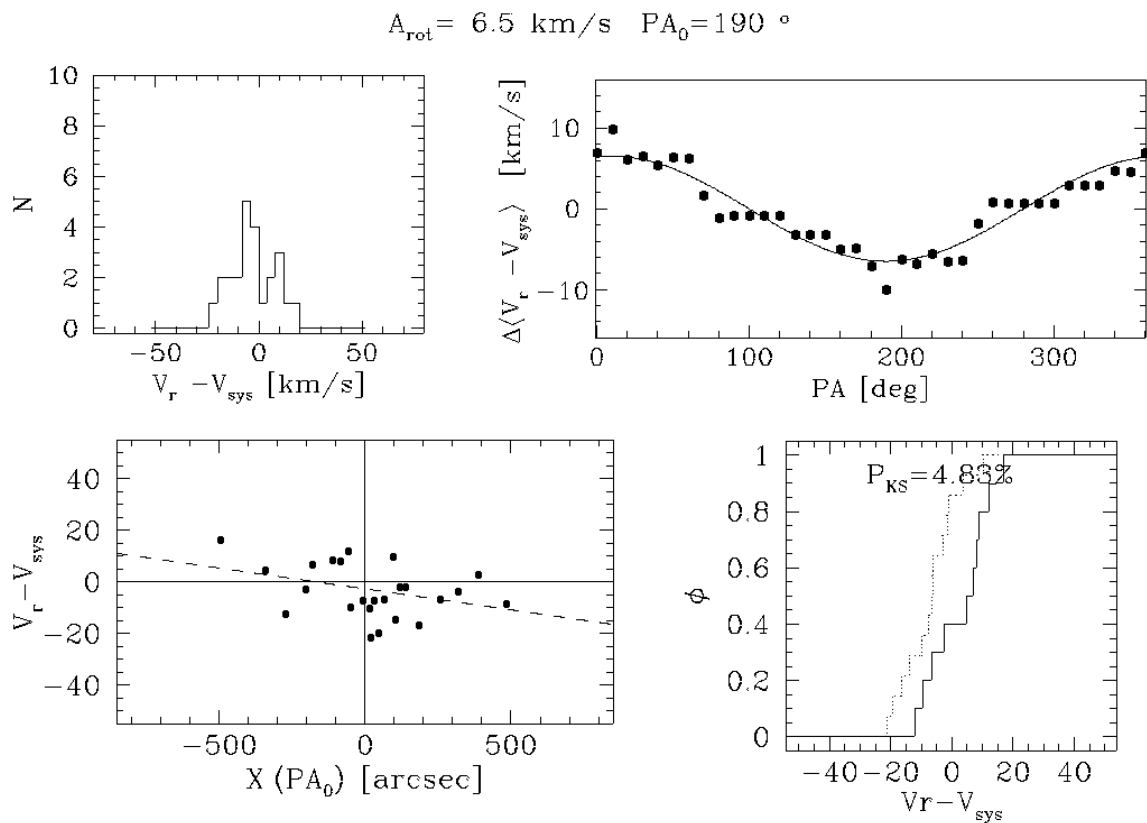 A_rot= 6.5 km/s PA_0=190 °
10
8
6
4
2
0
N
−50 0 50
V_r −V_sys [km/s]
10
0
−10
Δ⟨V_r −V_sys⟩ [km/s]
0 100 200 300
PA [deg]
40
20
0
−20
−40
V_r−V_sys
−500 0 500
X (PA_0) [arcsec]
P_KS=4.83%
1
0.8
0.6
0.4
0.2
0
ϕ
−40 −20 0 20 40
Vr−V_sys